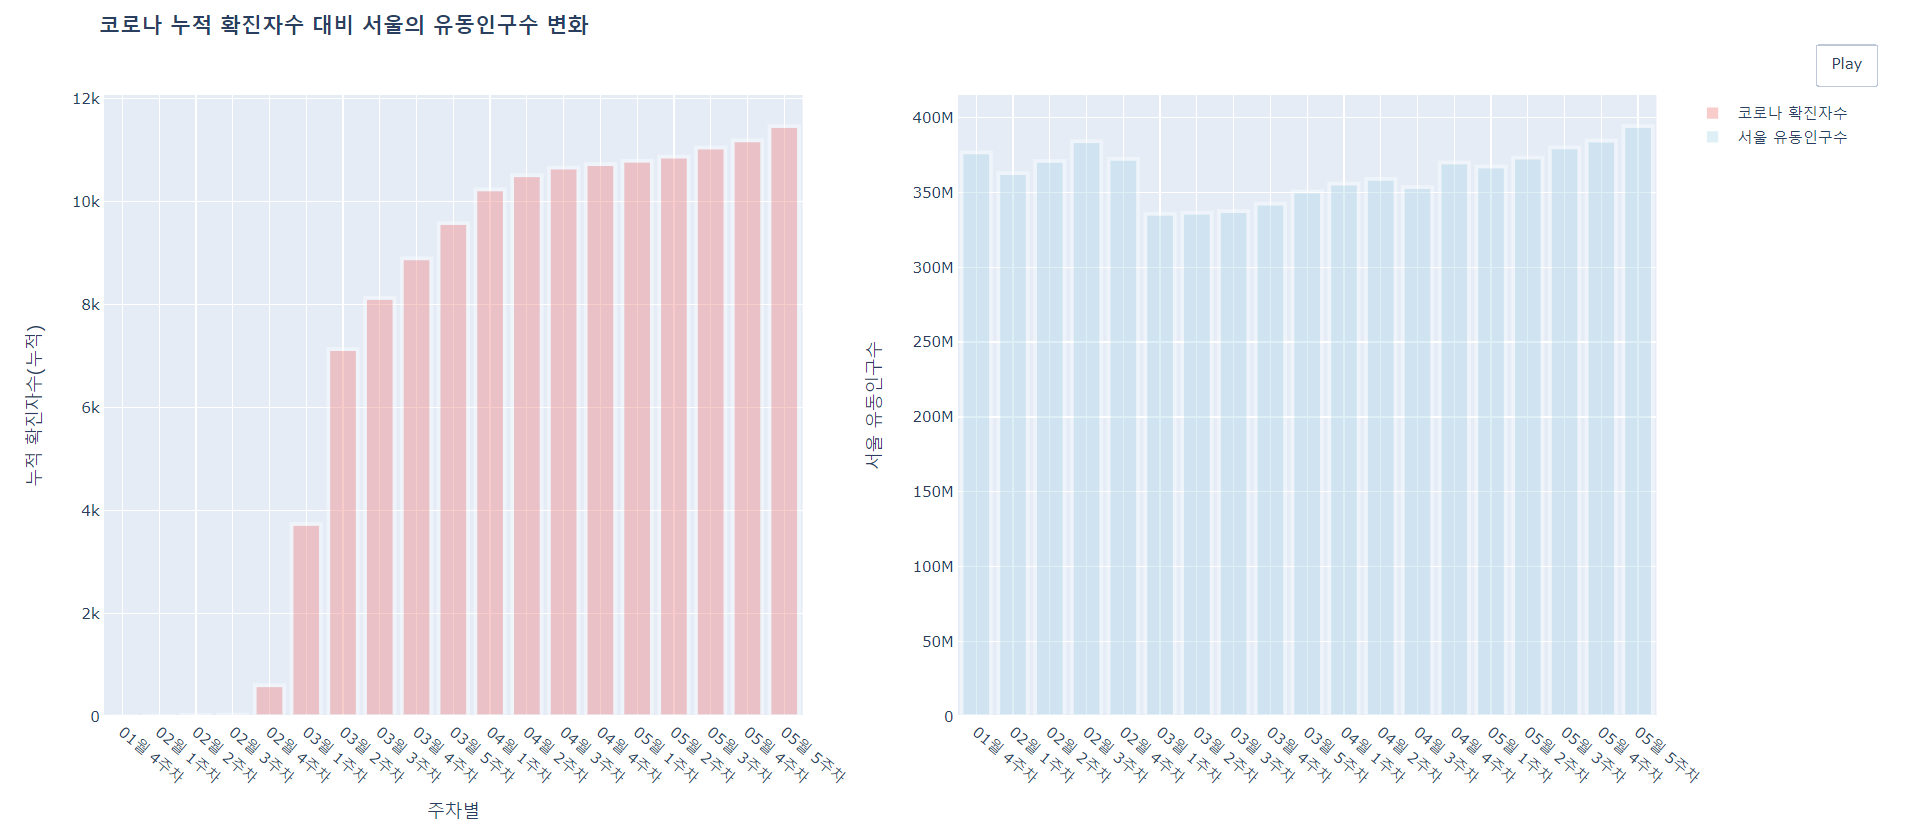 코로나 누적 확진자수 대비 서울의 유동인구수 변화
Play
코로나 확진자수
서울 유동인구수
누적 확진자수(누적)
12k
10k
8k
6k
4k
2k
0
01월 4주차
02월 1주차
02월 2주차
02월 3주차
02월 4주차
03월 1주차
03월 2주차
03월 3주차
03월 4주차
03월 5주차
04월 1주차
04월 2주차
04월 3주차
04월 4주차
05월 1주차
05월 2주차
05월 3주차
05월 4주차
05월 5주차
주차별
서울 유동인구수
400M
350M
300M
250M
200M
150M
100M
50M
0
01월 4주차
02월 1주차
02월 2주차
02월 3주차
02월 4주차
03월 1주차
03월 2주차
03월 3주차
03월 4주차
03월 5주차
04월 1주차
04월 2주차
04월 3주차
04월 4주차
05월 1주차
05월 2주차
05월 3주차
05월 4주차
05월 5주차